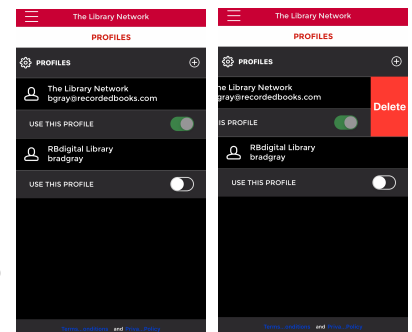 The Library Network
PROFILES
PROFILES
The Library Network
bgray@recordedbooks.com
USE THIS PROFILE
RBdigital Library
bradgray
USE THIS PROFILE
and
The Library Network
PROFILES
PROFILES
he Library Network
gray@recordedbooks.com
IS PROFILE
Delete
RBdigital Library
bradgray
USE THIS PROFILE
and